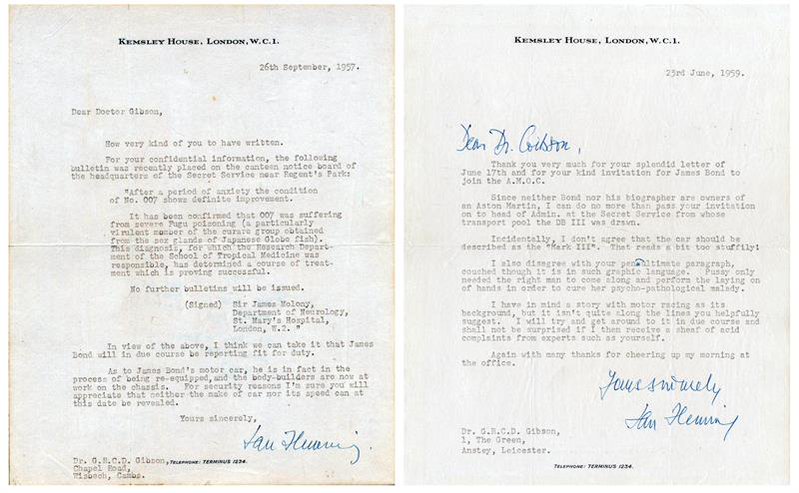 KEMSLEY HOUSE, LONDON, W.C.1.
26th September, 1957.
Dear Doctor Gibson,
How very kind of you to have written.
For your confidential information, the following
bulletin was recently placed on the canteen notice board of
the headquarters of the Secret Service near Regent's Park:
"After a period of anxiety the condition
of No. 007 shows definite improvement.
It has been confirmed that 007 was suffering
from severe Fugu poisoning (a particularly
virulent member of the curare group obtained
from the sex glands of Japanese Globe fish).
This diagnosis, for which the Research Depart-
ment of the School of Tropical Medicine was
responsible, has determined a course of treat-
ment which is proving successful.
No further bulletins will be issued.
(Signed) Sir James Molony,
Department of Neurology,
St. Mary's Hospital,
London, W.2. "
In view of the above, I think we can take it that James
Bond will in due course be reporting fit for duty.
As to James Bond's motor car, he is in fact in the
process of being re-equipped, and the body-builders are now at
work on the chassis. For security reasons I'm sure you will
appreciate that neither the make of car nor its speed can at
this date be revealed.
Yours sincerely,
Ian Fleming.
Dr. G.R.C.D. Gibson,
TELEPHONE: TERMINUS 1234.
Chapel Road,
Wisbech, Cambs.
KEMSLEY HOUSE, LONDON, W.C.1.
23rd June, 1959.
Dear Dr. Gibson,
Thank you very much for your splendid letter of
June 17th and for your kind invitation for James Bond to
join the A.M.O.C.
Since neither Bond nor his biographer are owners of
an Aston Martin, I can do no more than pass your invitation
on to head of Admin. at the Secret Service from whose
transport pool the DB III was drawn.
Incidentally, I don't agree that the car should be
described as the "Mark III". That reads a bit too stuffily!
I also disagree with your penultimate paragraph,
couched though it is in such graphic language. Pussy only
needed the right man to come along and perform the laying on
of hands in order to cure her psycho-pathological malady.
I have in mind a story with motor racing as its
background, but it isn't quite along the lines you helpfully
suggest. I will try and get around to it in due course and
shall not be surprised if I then receive a sheaf of acid
complaints from experts such as yourself.
Again with many thanks for cheering up my morning at
the office.
Yours sincerely
Ian Fleming
Dr. G.R.C.D. Gibson,
1, The Green,
Anstey, Leicester.
TELEPHONE: TERMINUS 1234.